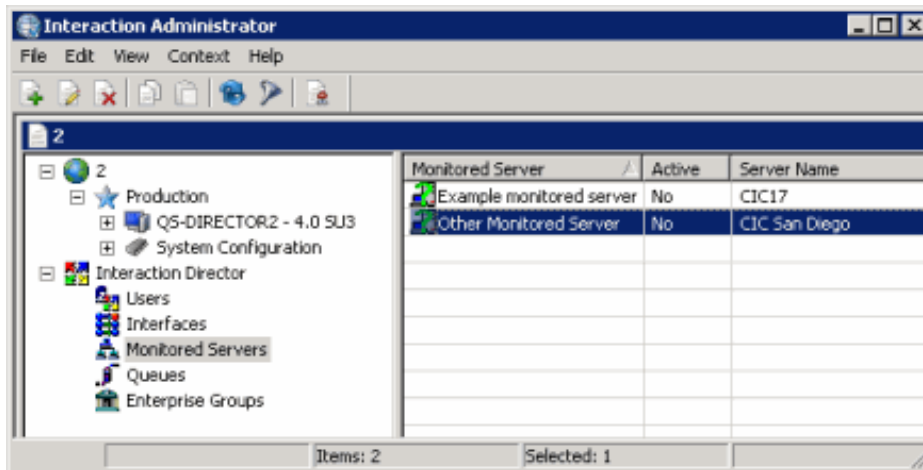 Interaction Administrator
File Edit View Context Help
2
2
Production
QS-DIRECTOR2 - 4.0 SU3
System Configuration
Interaction Director
Users
Interfaces
Monitored Servers
Queues
Enterprise Groups
Monitored Server Active Server Name
Example monitored server No CIC17
Other Monitored Server No CIC San Diego
Items: 2 Selected: 1